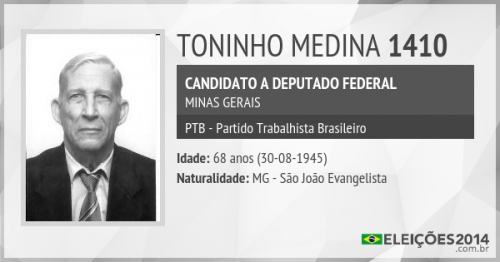 TONINHO MEDINA 1410
CANDIDATO A DEPUTADO FEDERAL
MINAS GERAIS
PTB - Partido Trabalhista Brasileiro
Idade: 68 anos (30-08-1945)
Naturalidade: MG - São João Evangelista
ELEIÇÕES2014
.com.br